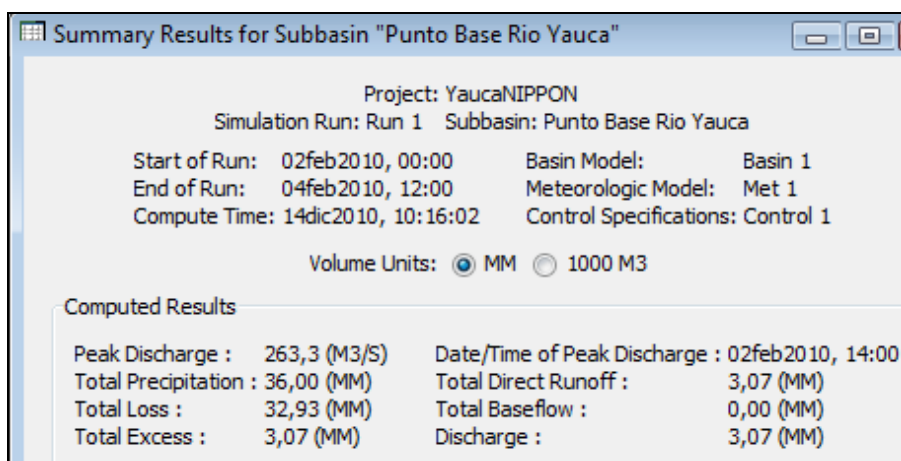 Summary Results for Subbasin "Punto Base Rio Yauca"
Project: YaucaNIPPON
Simulation Run: Run 1 Subbasin: Punto Base Rio Yauca
Start of Run: 02feb2010, 00:00 Basin Model: Basin 1
End of Run: 04feb2010, 12:00 Meteorologic Model: Met 1
Compute Time: 14dic2010, 10:16:02 Control Specifications: Control 1
Volume Units: MM 1000 M3
Computed Results
Peak Discharge : 263,3 (M3/S) Date/Time of Peak Discharge : 02feb2010, 14:00
Total Precipitation : 36,00 (MM) Total Direct Runoff : 3,07 (MM)
Total Loss : 32,93 (MM) Total Baseflow : 0,00 (MM)
Total Excess : 3,07 (MM) Discharge : 3,07 (MM)